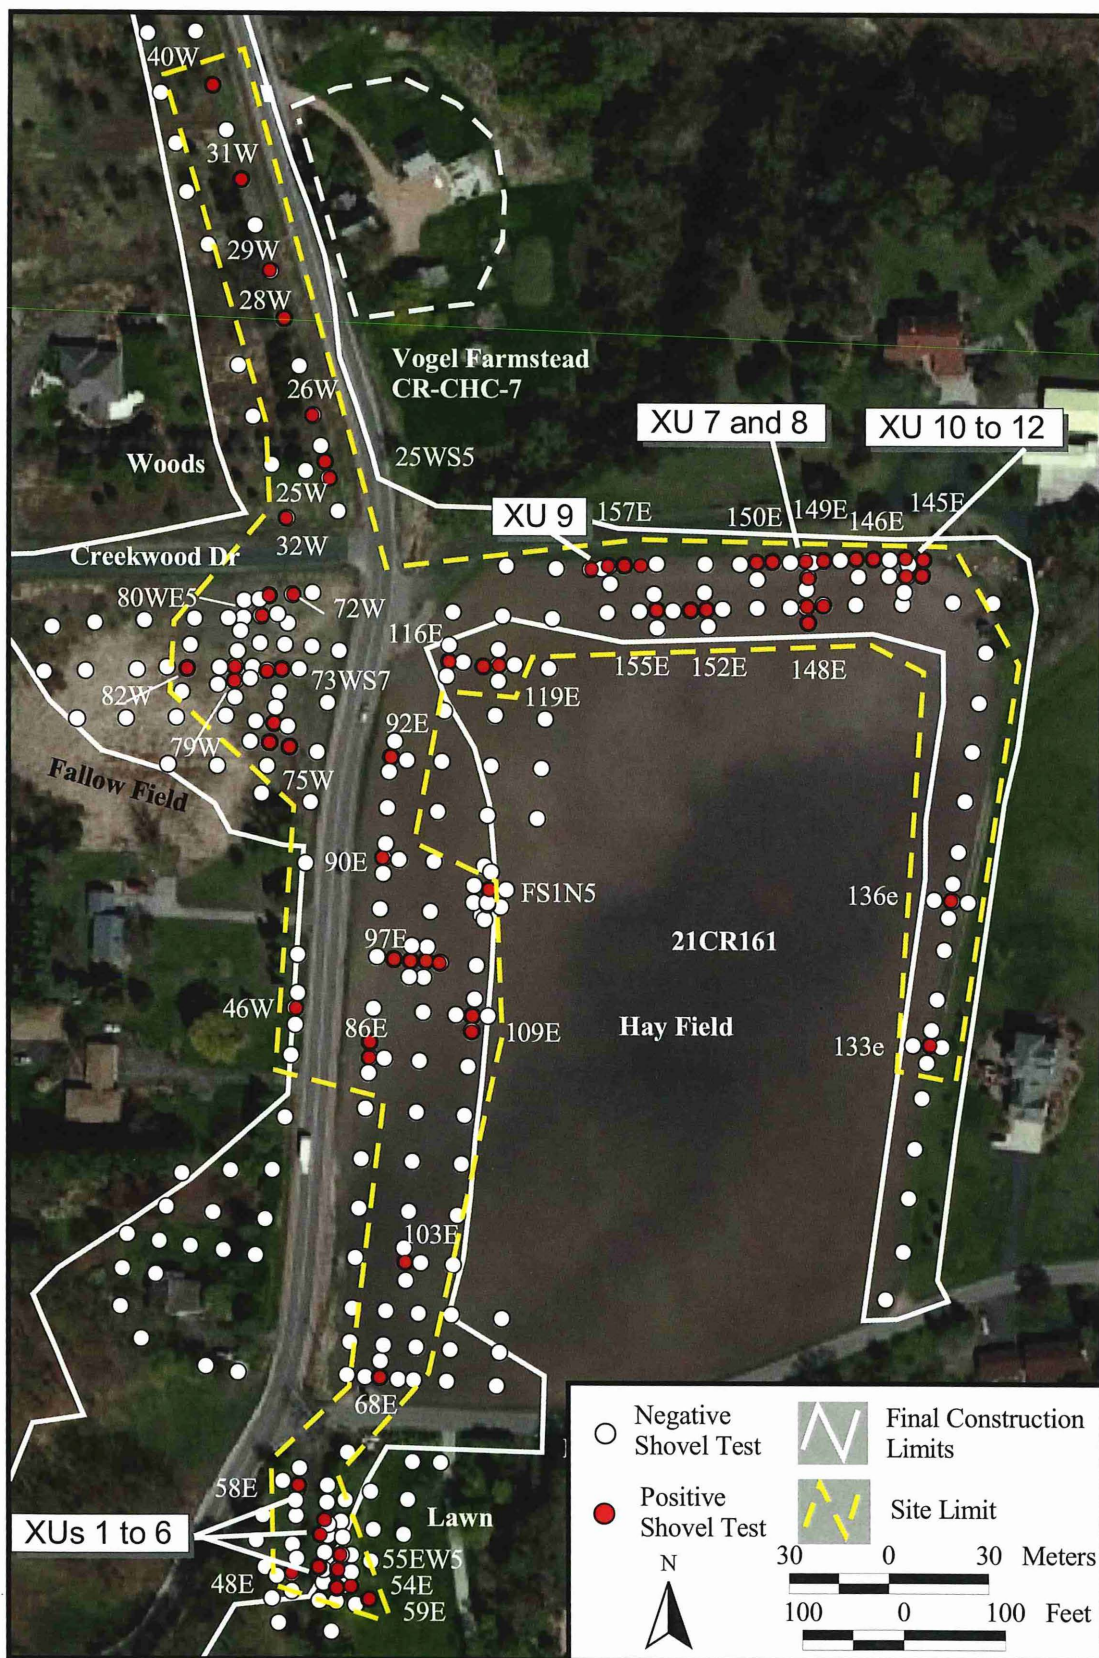 40W
31W
29W
28W
26W
Vogel Farmstead
CR-CHC-7
XU 7 and 8
XU 10 to 12
Woods
25WS5
25W
XU 9
157E
150E
149E
146E
145E
32W
Creekwood Dr
80WE5
72W
116E
155E
152E
148E
82W
73WS7
119E
92E
79W
75W
Fallow Field
90E
FS1N5
136e
97E
21CR161
46W
86E
109E
Hay Field
133e
103E
68E
58E
Lawn
XUs 1 to 6
55EW5
48E
54E
59E
Negative
Shovel Test
Final Construction
Limits
Positive
Shovel Test
Site Limit
N
30 0 30 Meters
100 0 100 Feet